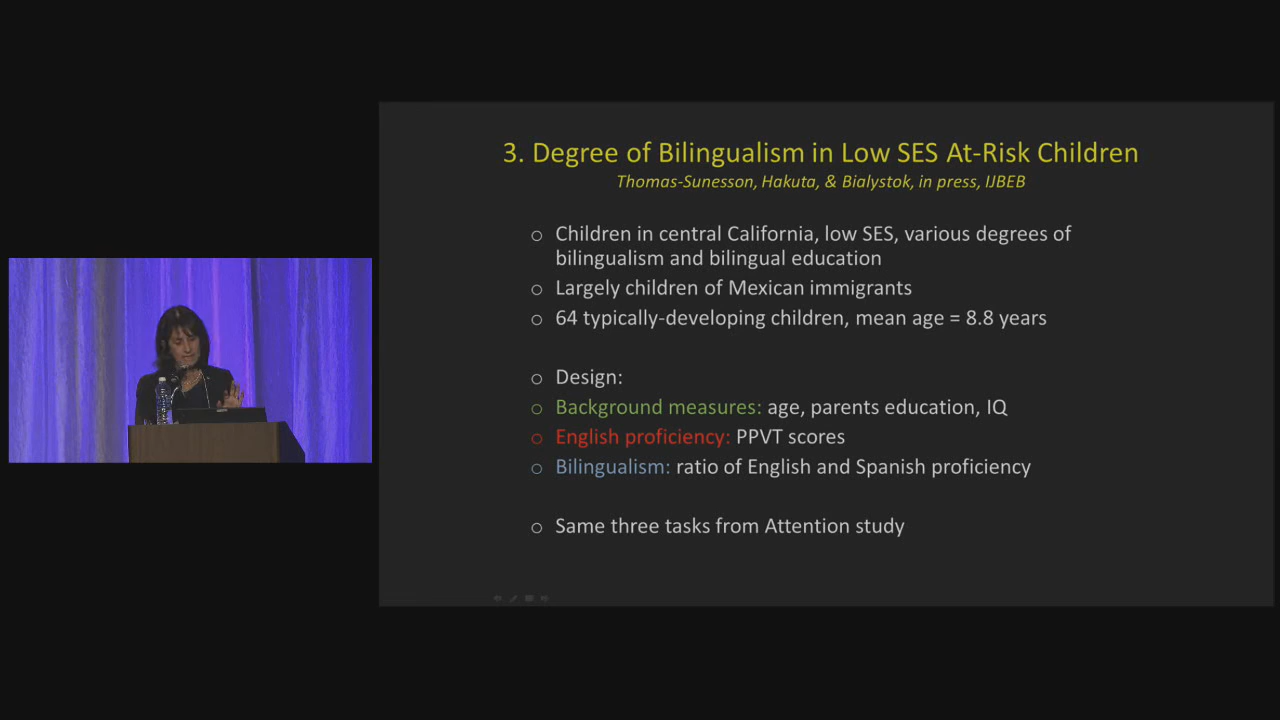 3. Degree of Bilingualism in Low SES At-Risk Children
Thomas-Sunesson, Hakuta, & Bialystok, in press, IJBEB
○ Children in central California, low SES, various degrees of
bilingualism and bilingual education
○ Largely children of Mexican immigrants
○ 64 typically-developing children, mean age = 8.8 years
○ Design:
○ Background measures: age, parents education, IQ
○ English proficiency: PPVT scores
○ Bilingualism: ratio of English and Spanish proficiency
○ Same three tasks from Attention study